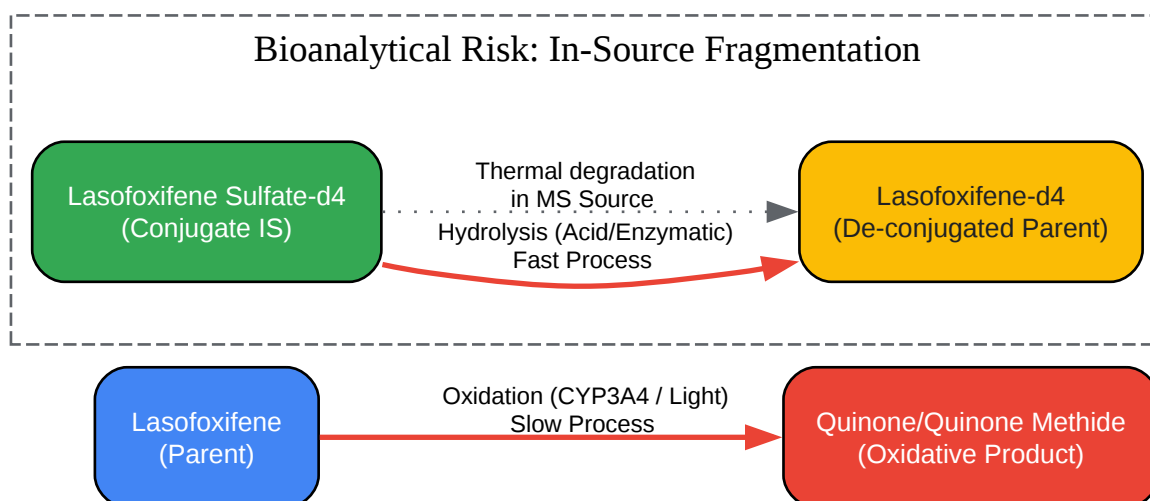 Bioanalytical Risk: In-Source Fragmentation
Lasofoxifene Sulfate-d4
(Conjugate IS)
Thermal degradation
in MS Source
Hydrolysis (Acid/Enzymatic)
Fast Process
Lasofoxifene-d4
(De-conjugated Parent)
Lasofoxifene
(Parent)
Oxidation (CYP3A4 / Light)
Slow Process
Quinone/Quinone Methide
(Oxidative Product)